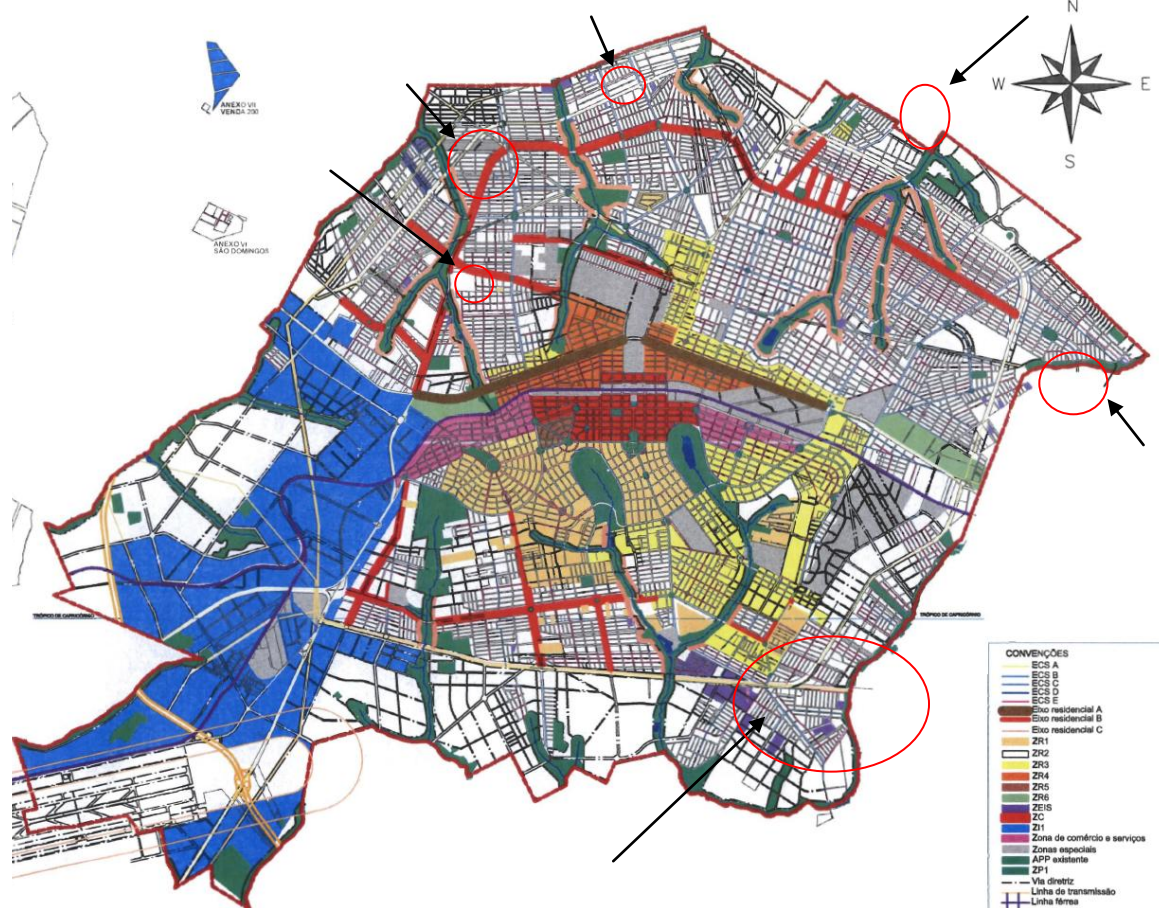 N
W
E
S
ANEXO VII
VENDA 200
ANEXO VI
SÃO DOMINGOS
TRÓPICO DE CAPRICÓRNIO
TRÓPICO DE CAPRICÓRNIO
CONVENÇÕES
ECS A
ECS B
ECS C
ECS D
ECS E
Eixo residencial A
Eixo residencial B
Eixo residencial C
ZR1
ZR2
ZR3
ZR4
ZR5
ZR6
ZEIS
ZC
ZI1
Zona de comércio e serviços
Zonas especiais
APP existente
ZP1
Via diretriz
Linha de transmissão
Linha férrea